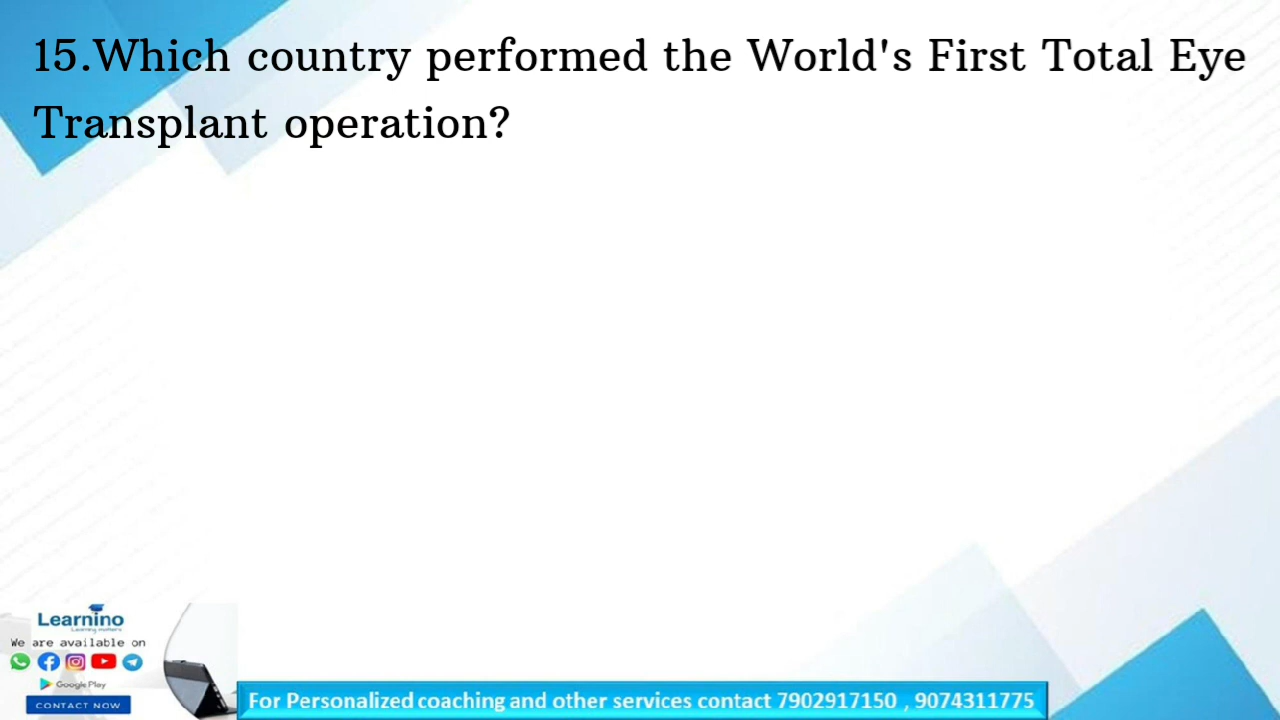 15.Which country performed the World's First Total Eye
Transplant operation?
Learnino
We are available on
Google Play
CONTACT NOW
For Personalized coaching and other services contact 7902917150 , 9074311775